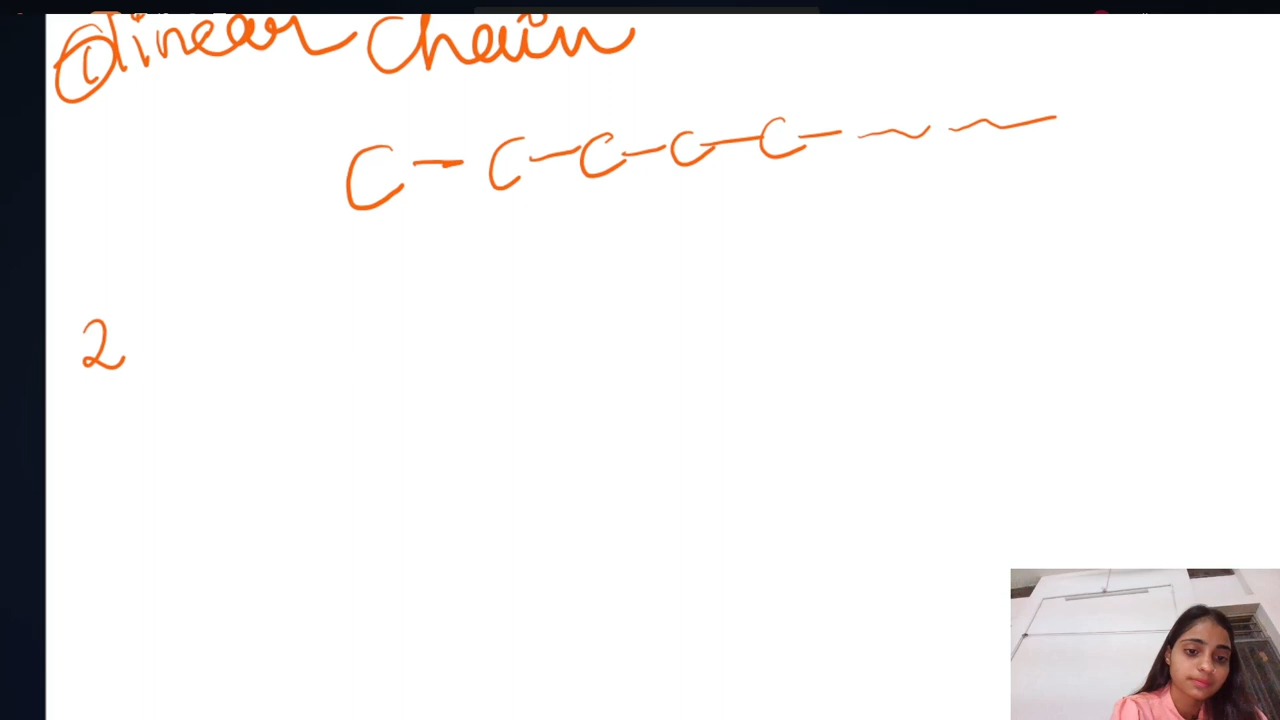 ① linear Chain
C - C - C - C - C - ~ ~
2